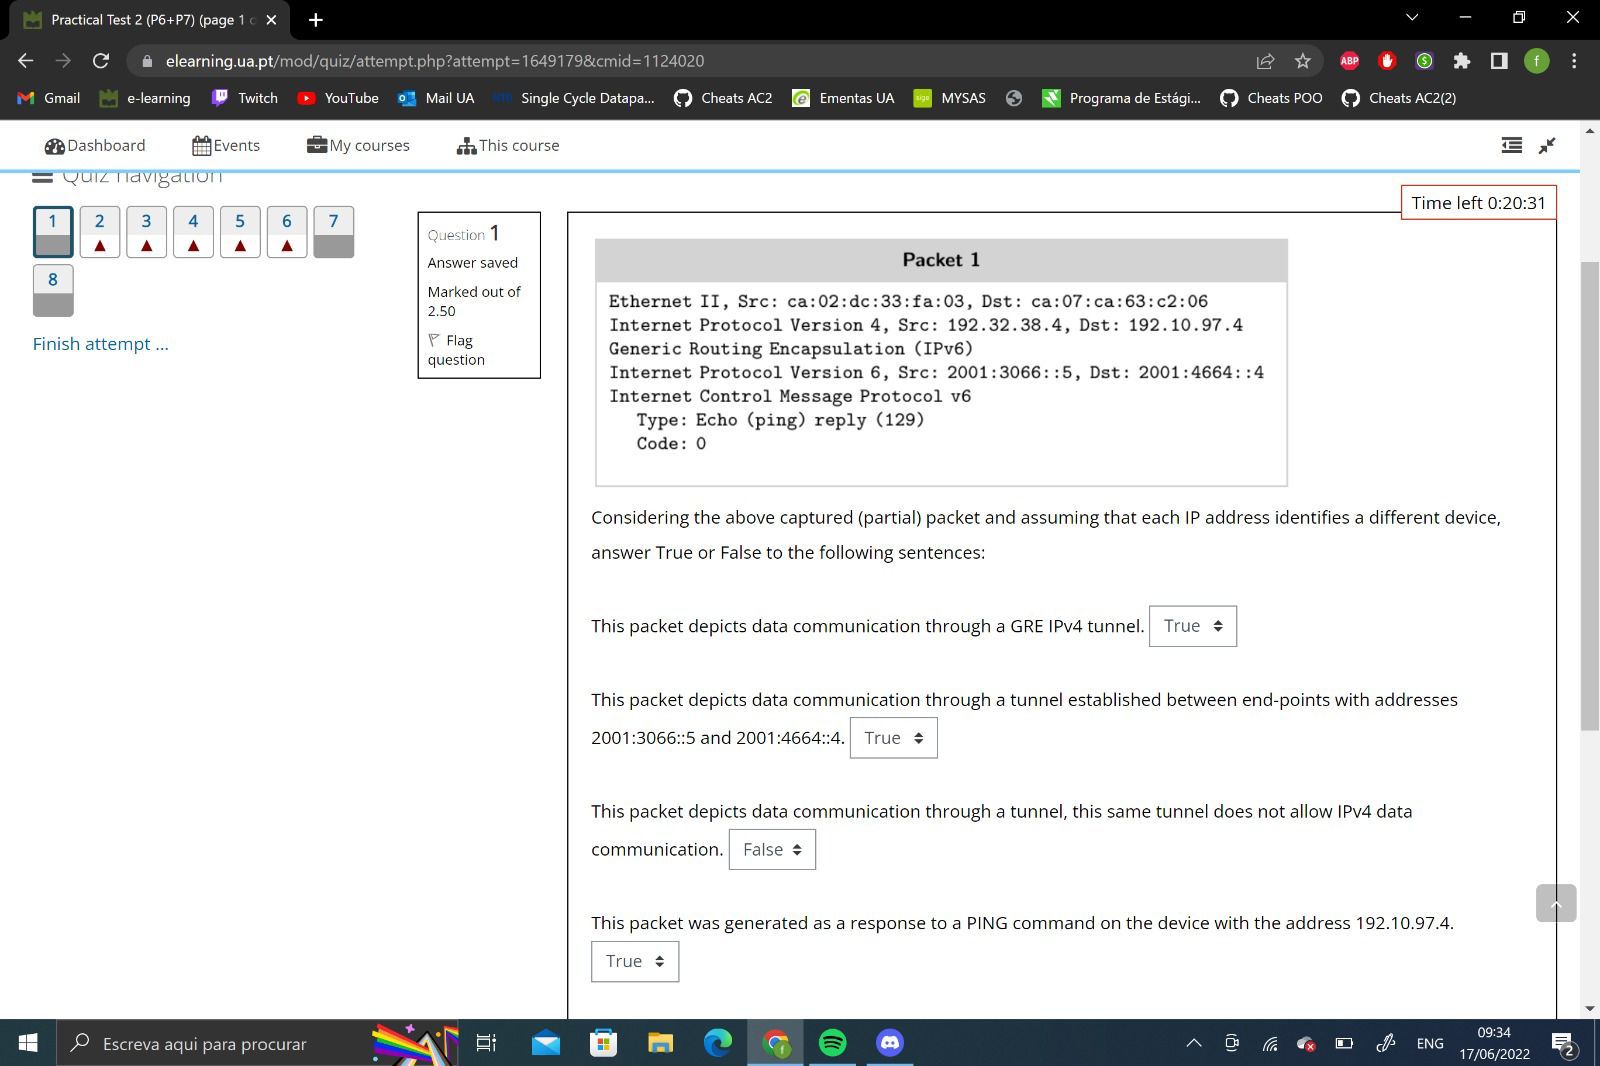 Practical Test 2 (P6+P7) (page 1 o
elearning.ua.pt/mod/quiz/attempt.php?attempt=1649179&cmid=1124020
ABP
f
Gmail e-learning Twitch YouTube Mail UA Single Cycle Datapa... Cheats AC2 Ementas UA MYSAS Programa de Estági... Cheats POO Cheats AC2(2)
Dashboard Events My courses This course
Quiz navigation
Time left 0:20:31
1 2 3 4 5 6 7
8
Finish attempt ...
Question 1
Answer saved
Marked out of
2.50
Flag
question
Packet 1
Ethernet II, Src: ca:02:dc:33:fa:03, Dst: ca:07:ca:63:c2:06
Internet Protocol Version 4, Src: 192.32.38.4, Dst: 192.10.97.4
Generic Routing Encapsulation (IPv6)
Internet Protocol Version 6, Src: 2001:3066::5, Dst: 2001:4664::4
Internet Control Message Protocol v6
Type: Echo (ping) reply (129)
Code: 0
Considering the above captured (partial) packet and assuming that each IP address identifies a different device,
answer True or False to the following sentences:
This packet depicts data communication through a GRE IPv4 tunnel. True
This packet depicts data communication through a tunnel established between end-points with addresses
2001:3066::5 and 2001:4664::4. True
This packet depicts data communication through a tunnel, this same tunnel does not allow IPv4 data
communication. False
This packet was generated as a response to a PING command on the device with the address 192.10.97.4.
True
Escreva aqui para procurar
ENG
09:34
17/06/2022
2